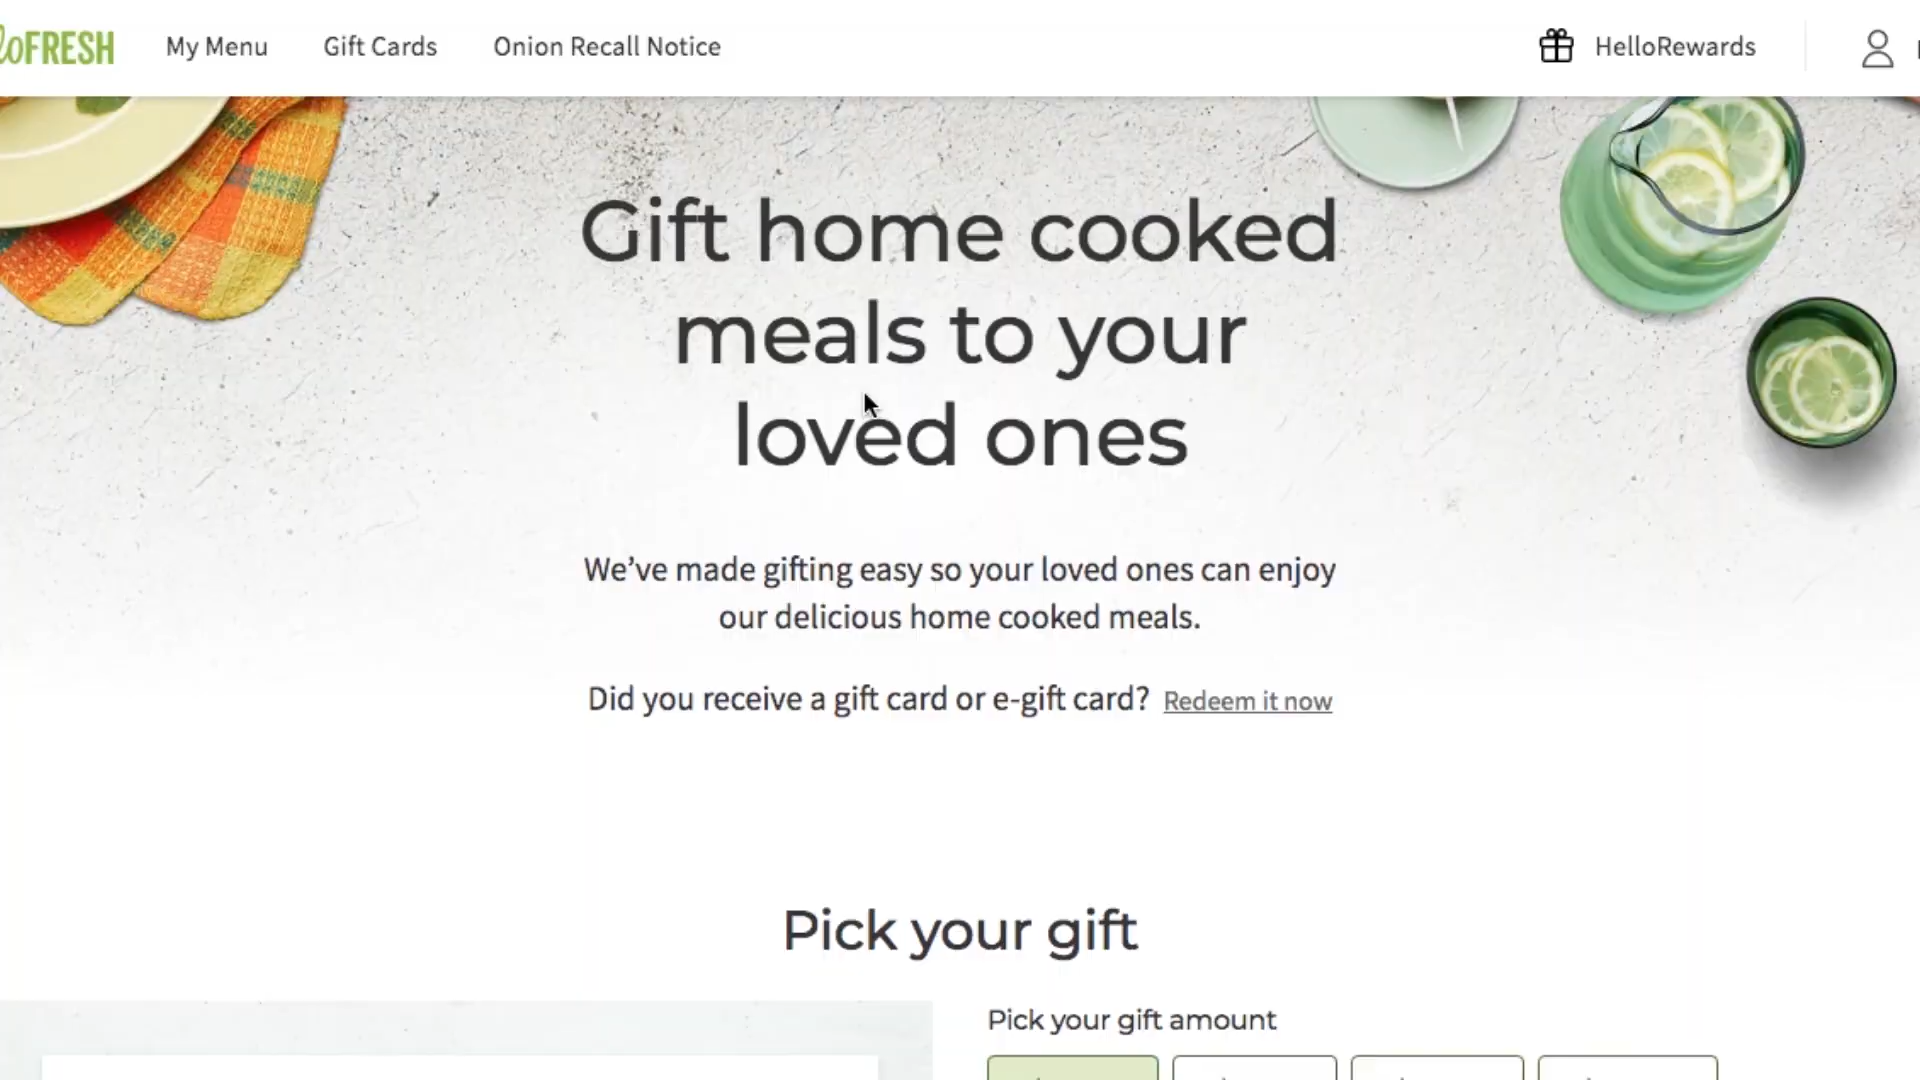 loFRESH
My Menu
Gift Cards
Onion Recall Notice
HelloRewards
Gift home cooked
meals to your
loved ones
We’ve made gifting easy so your loved ones can enjoy
our delicious home cooked meals.
Did you receive a gift card or e-gift card? Redeem it now
Pick your gift
Pick your gift amount